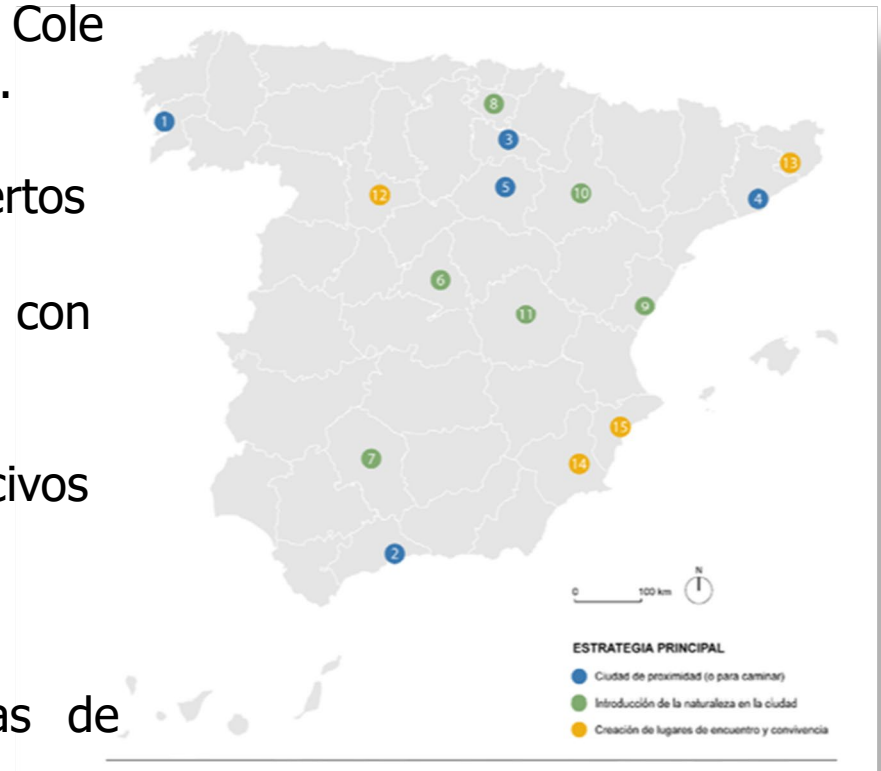 Cole
.
ertos
con
civos
as de
1
8
3
13
12
5
10
4
6
11
9
15
7
14
2
N
0 100 km
ESTRATEGIA PRINCIPAL
Ciudad de proximidad (o para caminar)
Introducción de la naturaleza en la ciudad
Creación de lugares de encuentro y convivencia